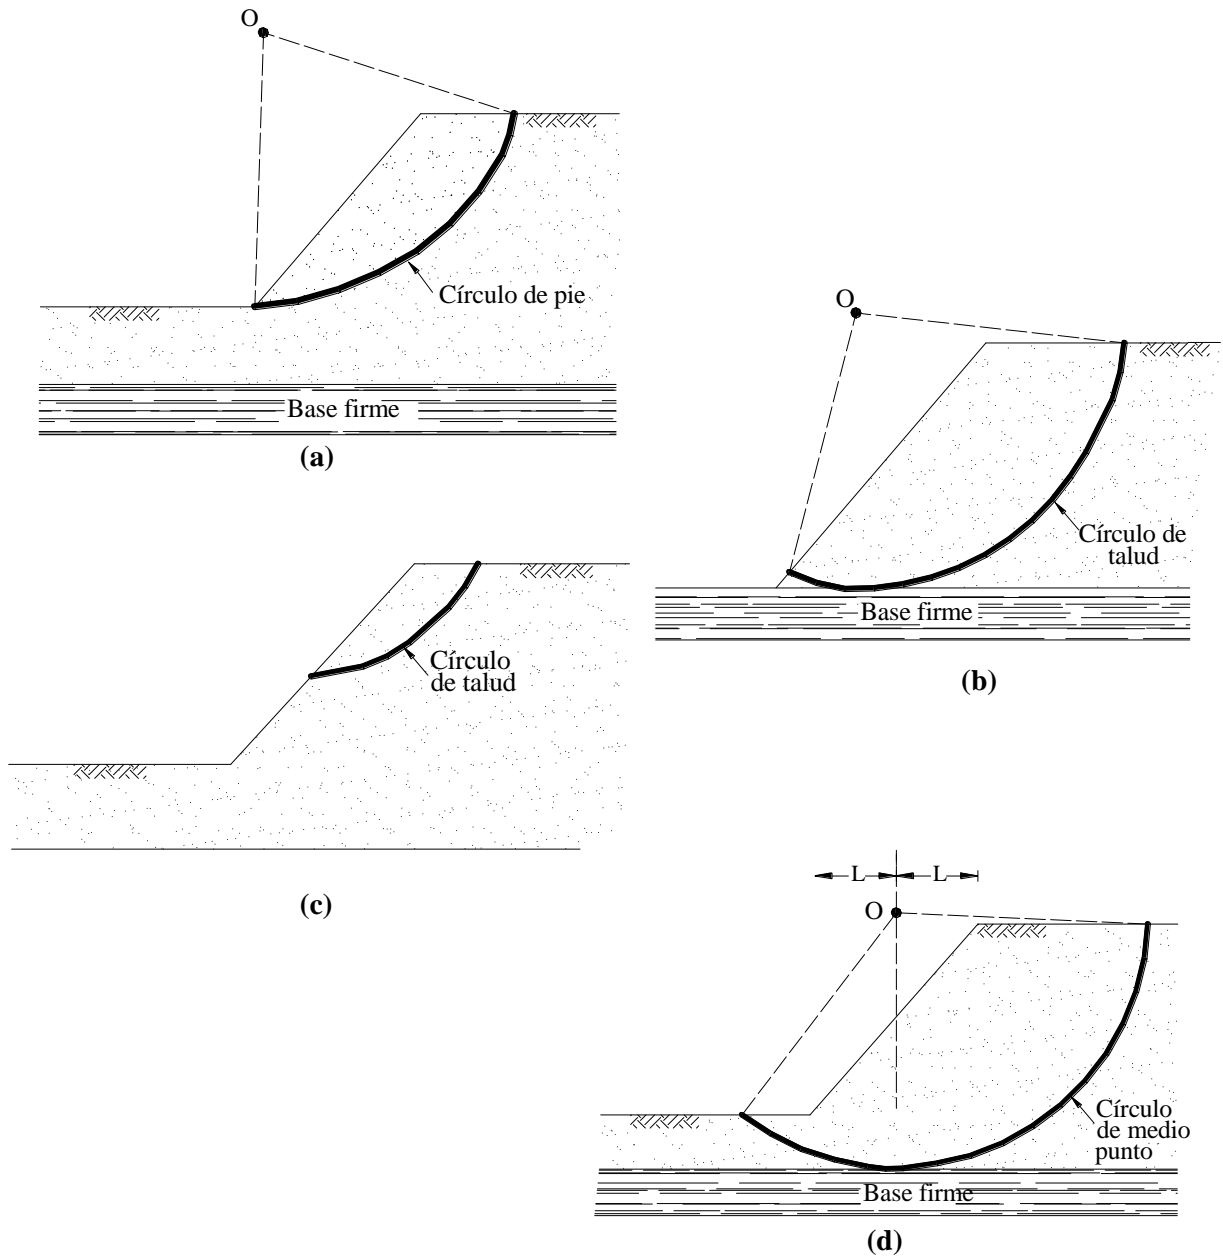 O
Círculo de pie
Base firme
(a)
O
Círculo de
talud
Base firme
(b)
Círculo
de talud
(c)
L
L
O
Círculo
de medio
punto
Base firme
(d)